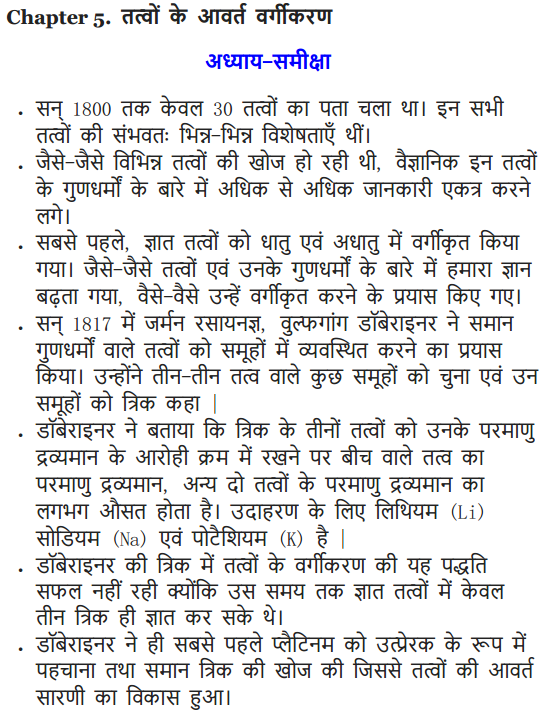 Chapter 5. तत्वों के आवर्त वर्गीकरण
अध्याय-समीक्षा
• सन् 1800 तक केवल 30 तत्वों का पता चला था। इन सभी
तत्वों की संभवतः भिन्न-भिन्न विशेषताएँ थीं।
• जैसे-जैसे विभिन्न तत्वों की खोज हो रही थी, वैज्ञानिक इन तत्वों
के गुणधर्मों के बारे में अधिक से अधिक जानकारी एकत्र करने
लगे।
• सबसे पहले, ज्ञात तत्वों को धातु एवं अधातु में वर्गीकृत किया
गया। जैसे-जैसे तत्वों एवं उनके गुणधर्मों के बारे में हमारा ज्ञान
बढ़ता गया, वैसे-वैसे उन्हें वर्गीकृत करने के प्रयास किए गए।
• सन् 1817 में जर्मन रसायनज्ञ, वुल्फगांग डॉबेराइनर ने समान
गुणधर्मों वाले तत्वों को समूहों में व्यवस्थित करने का प्रयास
किया। उन्होंने तीन-तीन तत्व वाले कुछ समूहों को चुना एवं उन
समूहों को त्रिक कहा |
• डॉबेराइनर ने बताया कि त्रिक के तीनों तत्वों को उनके परमाणु
द्रव्यमान के आरोही क्रम में रखने पर बीच वाले तत्व का
परमाणु द्रव्यमान, अन्य दो तत्वों के परमाणु द्रव्यमान का
लगभग औसत होता है। उदाहरण के लिए लिथियम (Li)
सोडियम (Na) एवं पोटैशियम (K) है |
• डॉबेराइनर की त्रिक में तत्वों के वर्गीकरण की यह पद्धति
सफल नहीं रही क्योंकि उस समय तक ज्ञात तत्वों में केवल
तीन त्रिक ही ज्ञात कर सके थे।
• डॉबेराइनर ने ही सबसे पहले प्लैटिनम को उत्प्रेरक के रूप में
पहचाना तथा समान त्रिक की खोज की जिससे तत्वों की आवर्त
सारणी का विकास हुआ।